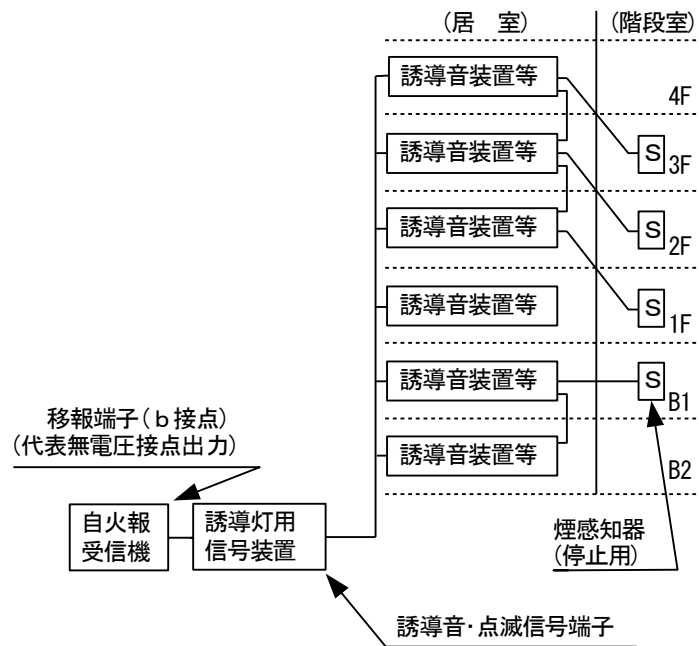 (居　室)
(階段室)
誘導音装置等
4F
誘導音装置等
S
3F
誘導音装置等
S
2F
誘導音装置等
S
1F
誘導音装置等
S
B1
誘導音装置等
B2
移報端子(b接点)
(代表無電圧接点出力)
自火報
受信機
誘導灯用
信号装置
煙感知器
(停止用)
誘導音・点滅信号端子